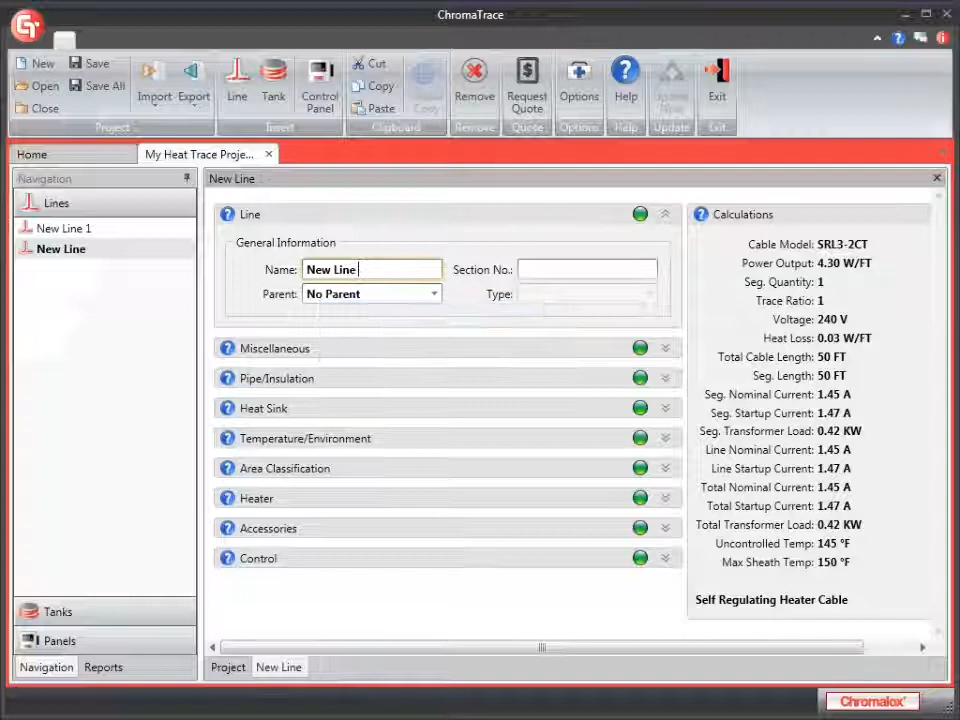 ChromaTrace
New
Open
Close
Save
Save All
Import
Export
Project
Line
Tank
Control Panel
Insert
Cut
Copy
Paste
Copy
Clipboard
Remove
Remove
Request Quote
Quote
Options
Options
Help
Help
Update
Exit
Exit
Home
My Heat Trace Proje...
Navigation
Lines
New Line 1
New Line
Tanks
Panels
Navigation
Reports
New Line
Line
General Information
Name: New Line
Section No.:
Parent: No Parent
Type:
Miscellaneous
Pipe/Insulation
Heat Sink
Temperature/Environment
Area Classification
Heater
Accessories
Control
Calculations
Cable Model: SRL3-2CT
Power Output: 4.30 W/FT
Seg. Quantity: 1
Trace Ratio: 1
Voltage: 240 V
Heat Loss: 0.03 W/FT
Total Cable Length: 50 FT
Seg. Length: 50 FT
Seg. Nominal Current: 1.45 A
Seg. Startup Current: 1.47 A
Seg. Transformer Load: 0.42 KW
Line Nominal Current: 1.45 A
Line Startup Current: 1.47 A
Total Nominal Current: 1.45 A
Total Startup Current: 1.47 A
Total Transformer Load: 0.42 KW
Uncontrolled Temp: 145 °F
Max Sheath Temp: 150 °F
Self Regulating Heater Cable
Project
New Line
Chromalox